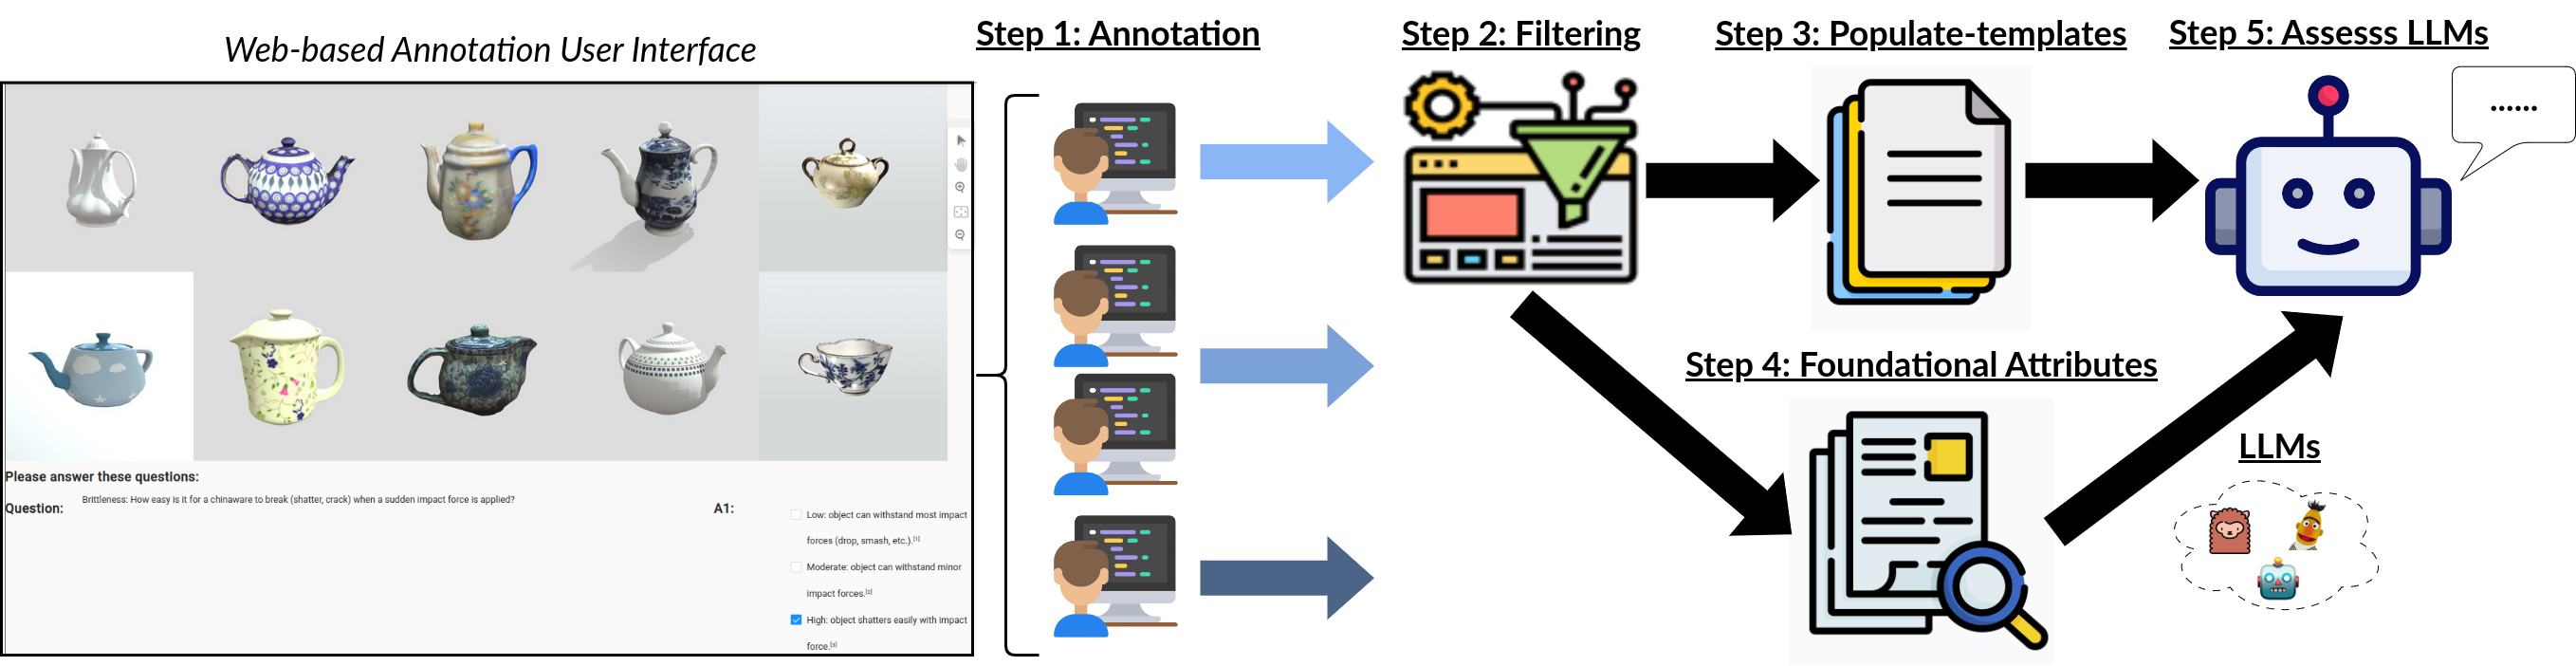 Web-based Annotation User Interface
Step 1: Annotation
Step 2: Filtering
Step 3: Populate-templates
Step 5: Assesss LLMs
......
Please answer these questions:
Question:
Brittleness: How easy is it for a chinaware to break (shatter, crack) when a sudden impact force is applied?
A1:
Low: object can withstand most impact
forces (drop, smash, etc.).[1]
Moderate: object can withstand minor
impact forces.[2]
High: object shatters easily with impact
force.[3]
Step 4: Foundational Attributes
LLMs